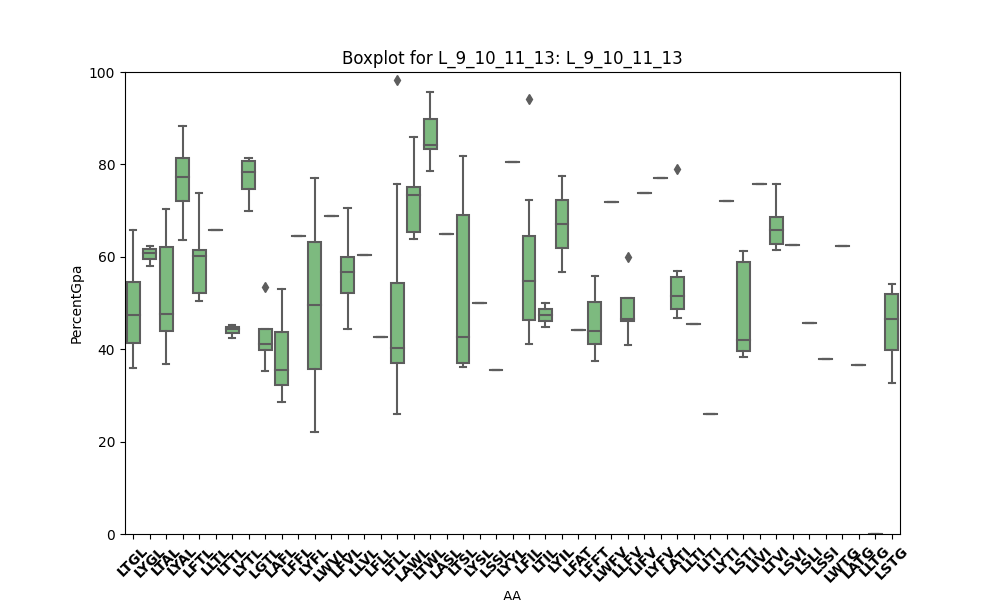 Boxplot for L_9_10_11_13: L_9_10_11_13
PercentGpa
100
80
60
40
20
0
LTGL LYGL LTAL LYAL LFTL LLTL LTTL LYTL LGTL LAFL LFFL LYFL LWVL LFVL LLVL LFLL LTLL LAWL LTWL LASL LTSL LYSL LSSL LYYL LFIL LTIL LYIL LFAT LFFT LWFV LLFV LIFV LYFV LATI LLTI LITI LYTI LSTI LIVI LTVI LSVI LSLI LSSI LWTG LATG LLTG LSTG
AA